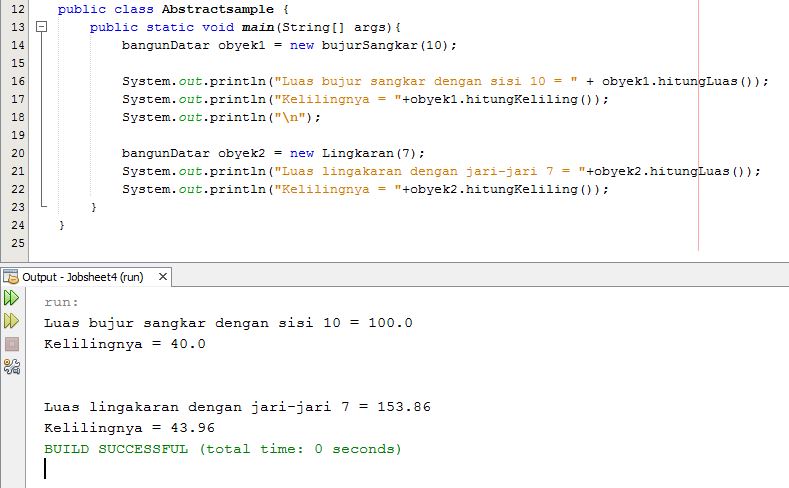 12 public class Abstractsample {
13 public static void main(String[] args){
14 bangunDatar obyek1 = new bujurSangkar(10);
15
16 System.out.println("Luas bujur sangkar dengan sisi 10 = " + obyek1.hitungLuas());
17 System.out.println("Kelilingnya = "+obyek1.hitungKeliling());
18 System.out.println("\n");
19
20 bangunDatar obyek2 = new Lingkaran(7);
21 System.out.println("Luas lingakaran dengan jari-jari 7 = "+obyek2.hitungLuas());
22 System.out.println("Kelilingnya = "+obyek2.hitungKeliling());
23 }
24 }
25
Output - Jobsheet4 (run)
run:
Luas bujur sangkar dengan sisi 10 = 100.0
Kelilingnya = 40.0
Luas lingakaran dengan jari-jari 7 = 153.86
Kelilingnya = 43.96
BUILD SUCCESSFUL (total time: 0 seconds)